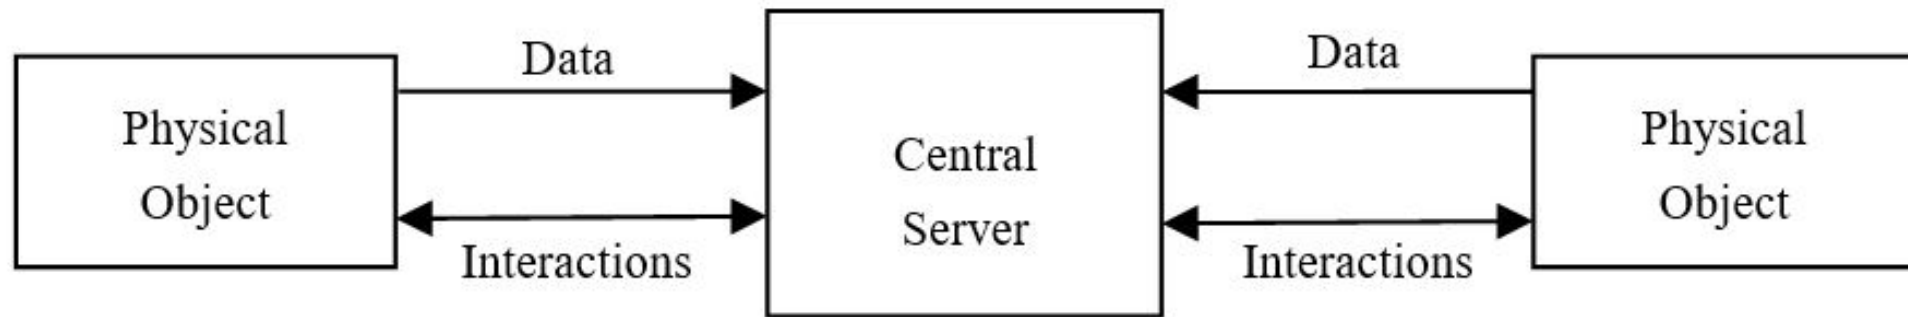 Data
Data
Physical
Object
Central
Server
Physical
Object
Interactions
Interactions